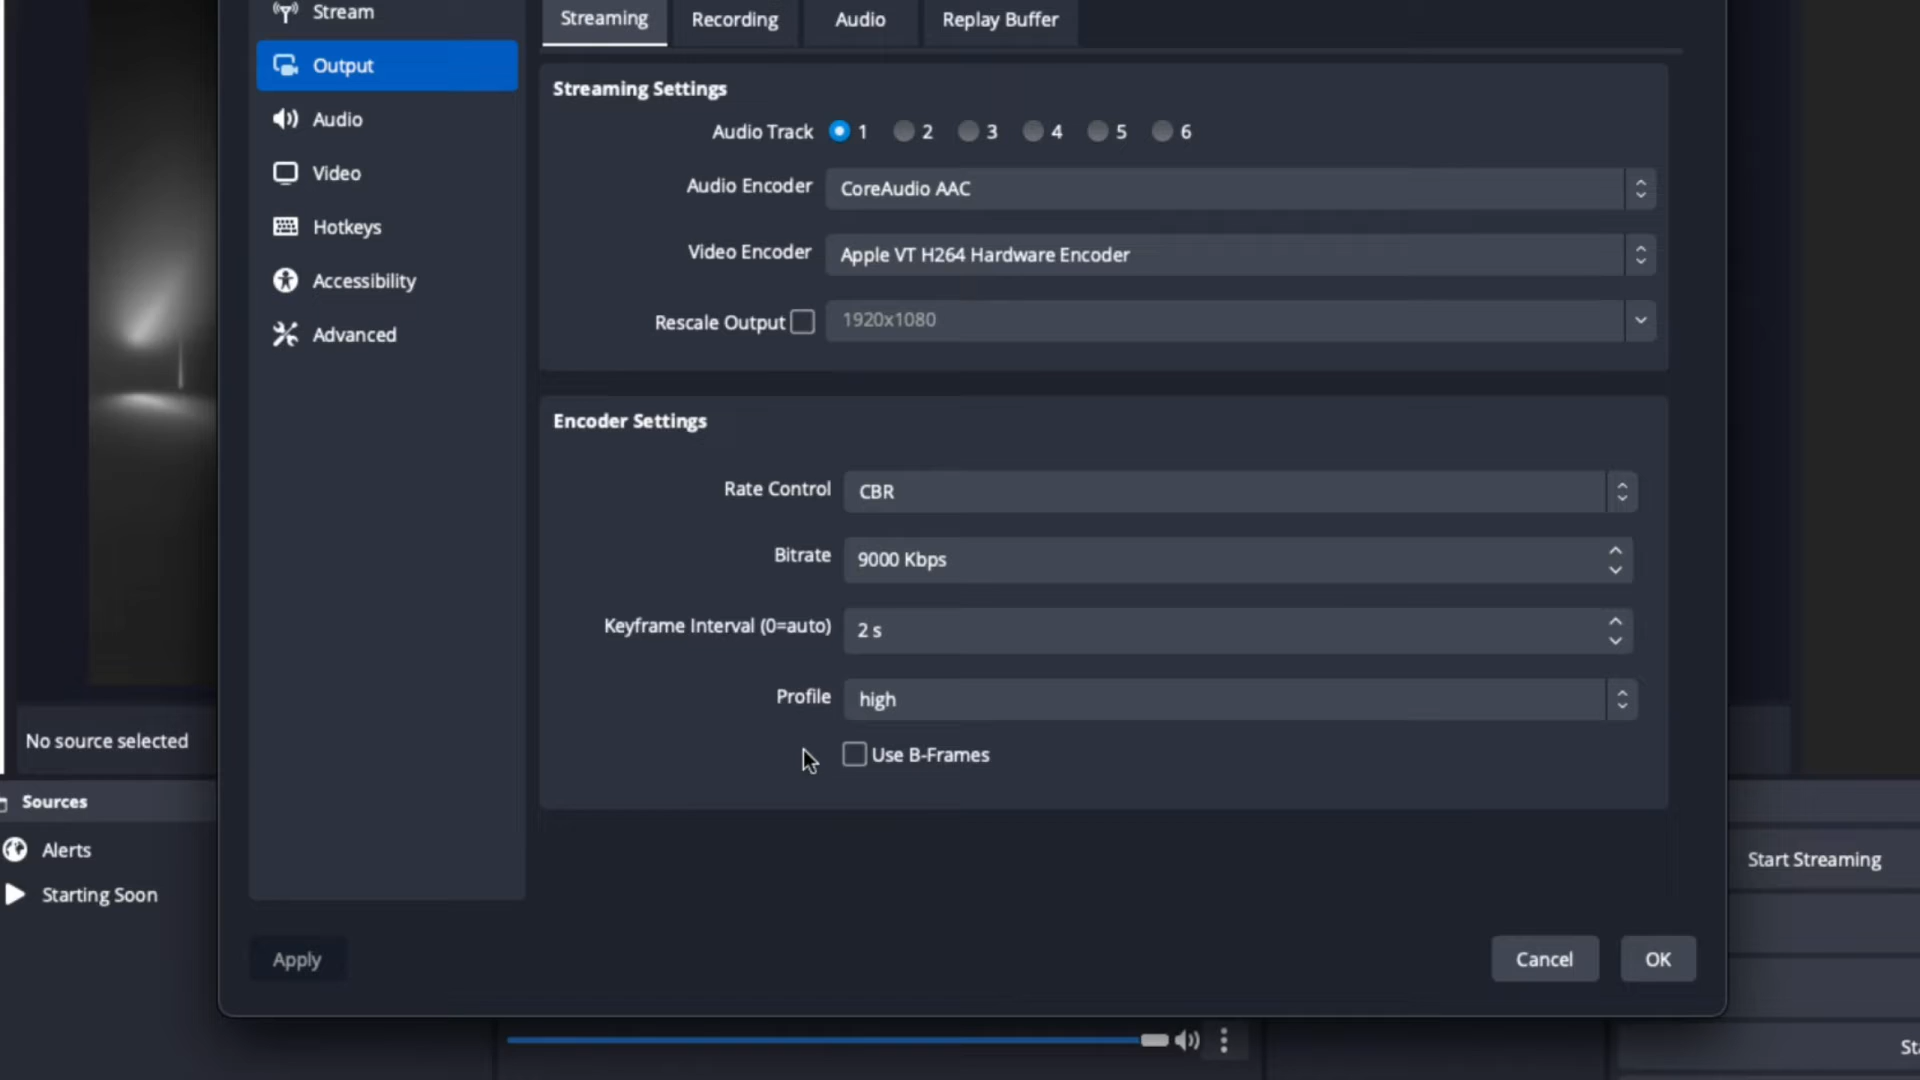 Stream
Output
Audio
Video
Hotkeys
Accessibility
Advanced
Streaming
Recording
Audio
Replay Buffer
Streaming Settings
Audio Track 1 2 3 4 5 6
Audio Encoder CoreAudio AAC
Video Encoder Apple VT H264 Hardware Encoder
Rescale Output 1920x1080
Encoder Settings
Rate Control CBR
Bitrate 9000 Kbps
Keyframe Interval (0=auto) 2 s
Profile high
Use B-Frames
No source selected
Sources
Alerts
Starting Soon
Start Streaming
Apply
Cancel
OK